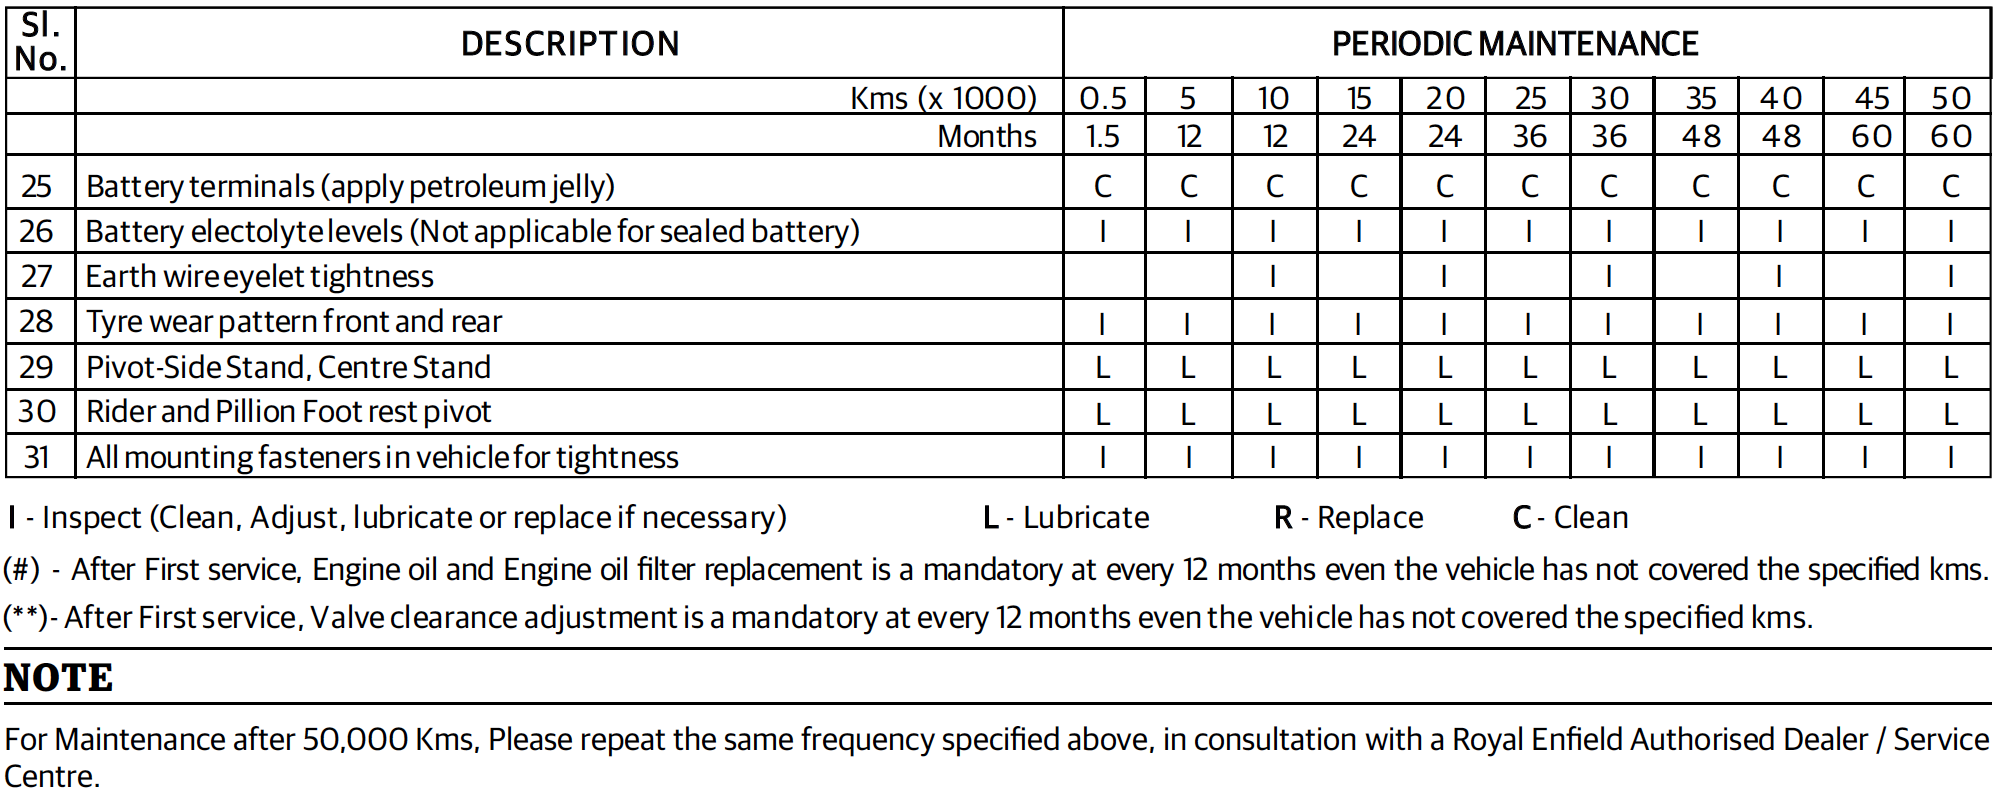 Sl. No. DESCRIPTION PERIODIC MAINTENANCE
Kms (x 1000) 0.5 5 10 15 20 25 30 35 40 45 50
Months 1.5 12 12 24 24 36 36 48 48 60 60
25 Battery terminals (apply petroleum jelly) C C C C C C C C C C C
26 Battery electolyte levels (Not applicable for sealed battery) I I I I I I I I I I I
27 Earth wire eyelet tightness I I I I I
28 Tyre wear pattern front and rear I I I I I I I I I I I
29 Pivot-Side Stand, Centre Stand L L L L L L L L L L L
30 Rider and Pillion Foot rest pivot L L L L L L L L L L L
31 All mounting fasteners in vehicle for tightness I I I I I I I I I I I
I - Inspect (Clean, Adjust, lubricate or replace if necessary) L - Lubricate R - Replace C - Clean
(#) - After First service, Engine oil and Engine oil filter replacement is a mandatory at every 12 months even the vehicle has not covered the specified kms.
(**)- After First service, Valve clearance adjustment is a mandatory at every 12 months even the vehicle has not covered the specified kms.
NOTE
For Maintenance after 50,000 Kms, Please repeat the same frequency specified above, in consultation with a Royal Enfield Authorised Dealer / Service
Centre.